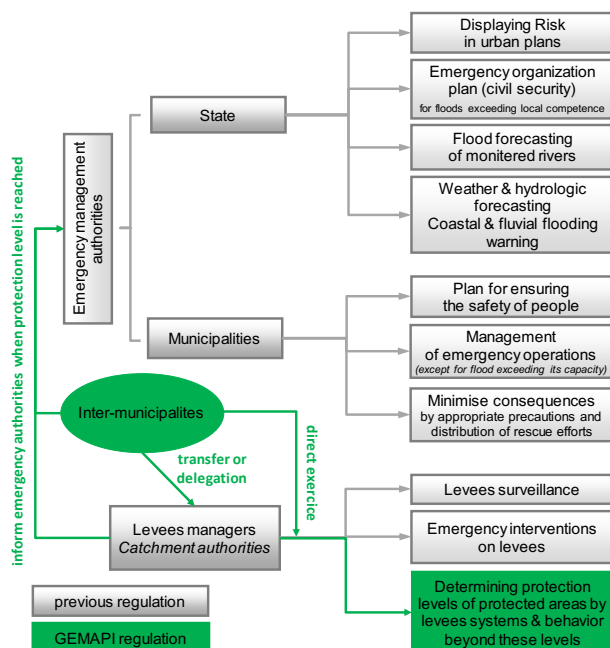 Displaying Risk
in urban plans
Emergency organization
plan (civil security)
for floods exceeding local competence
State
Flood forecasting
of monitered rivers
Weather & hydrologic
forecasting
Coastal & fluvial flooding
warning
inform emergency authorities when protection level is reached
Emergency management
authorities
Plan for ensuring
the safety of people
Municipalities
Management
of emergency operations
(except for flood exceeding its capacity)
Minimise consequences
by appropriate precautions and
distribution of rescue efforts
Inter-municipalites
transfer or
delegation
direct exercice
Levees managers
Catchment authorities
Levees surveillance
Emergency interventions
on levees
Determining protection
levels of protected areas by
levees systems & behavior
beyond these levels
previous regulation
GEMAPI regulation